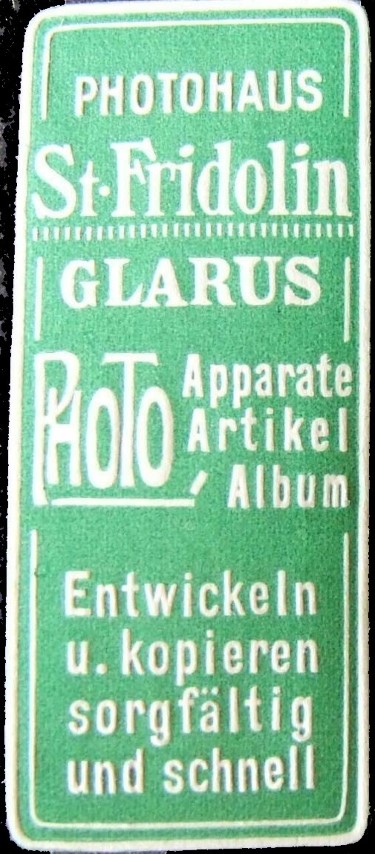 PHOTOHAUS
St. Fridolin
GLARUS
PHOTO Apparate
Artikel
Album
Entwickeln
u. kopieren
sorgfältig
und schnell